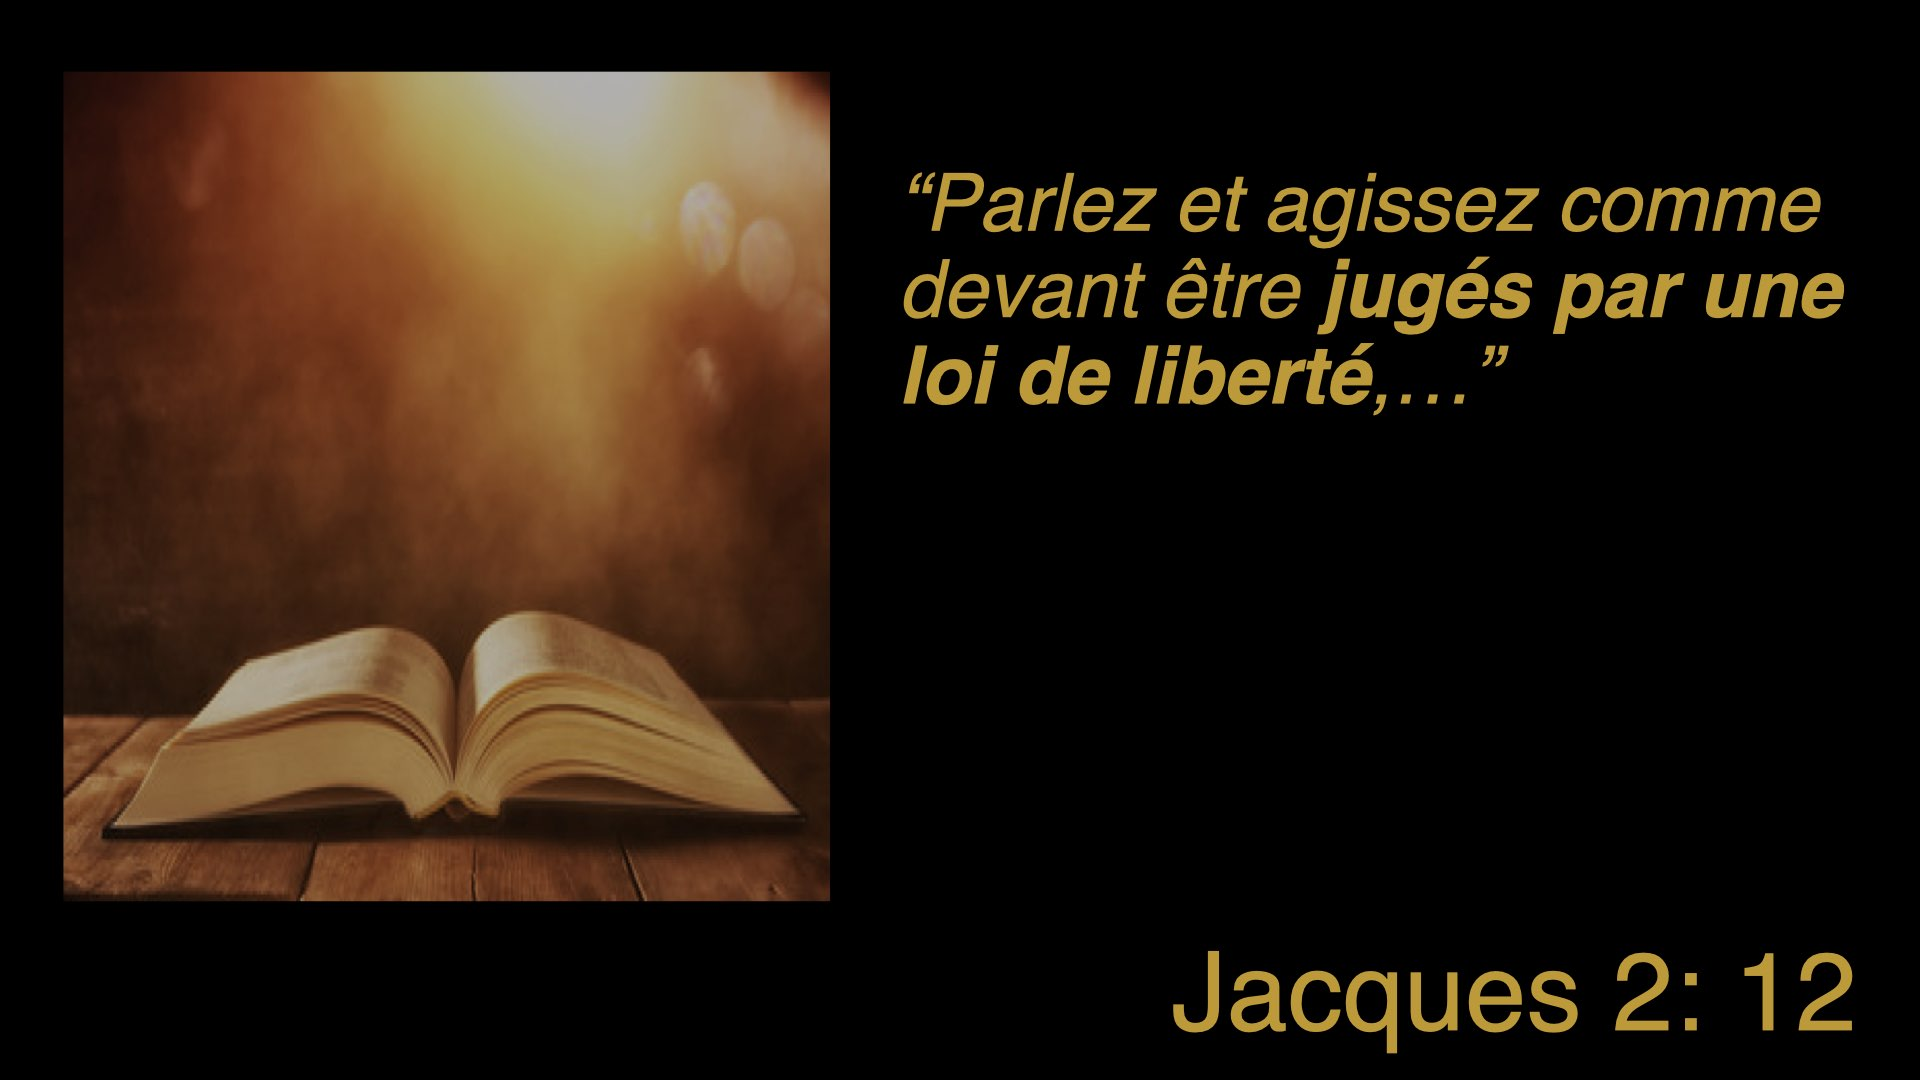 “Parlez et agissez comme
devant être jugés par une
loi de liberté,…”
Jacques 2: 12